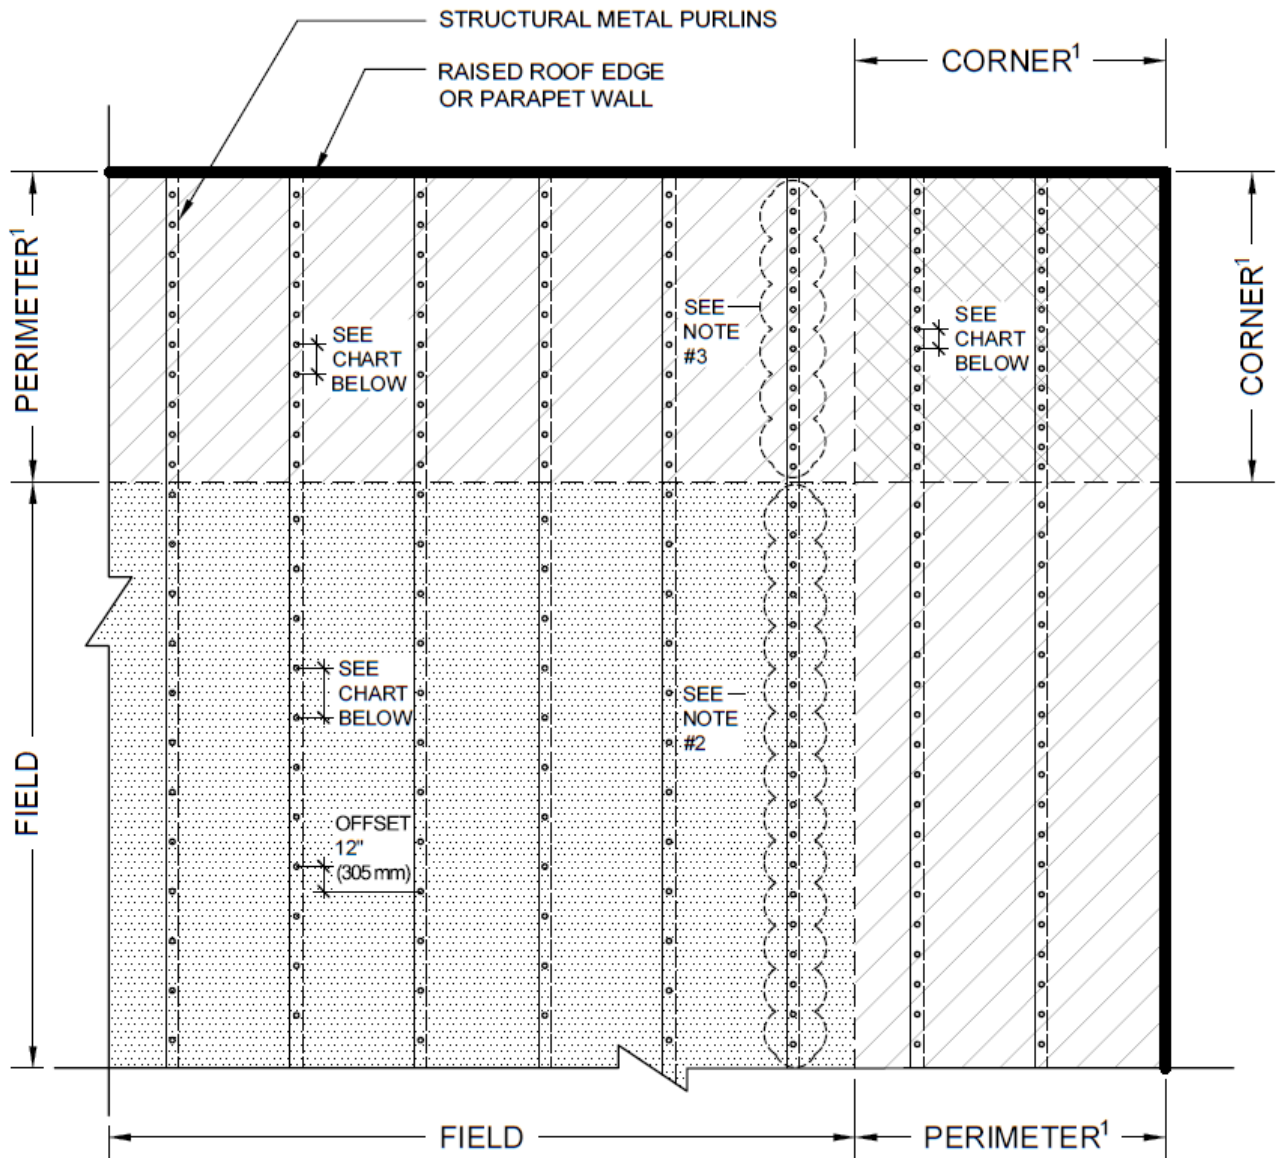 STRUCTURAL METAL PURLINS
RAISED ROOF EDGE
OR PARAPET WALL
CORNER¹
PERIMETER¹
SEE
CHART
BELOW
SEE
NOTE
#3
SEE
CHART
BELOW
CORNER¹
FIELD
SEE
CHART
BELOW
SEE
NOTE
#2
OFFSET
12"
(305 mm)
FIELD
PERIMETER¹